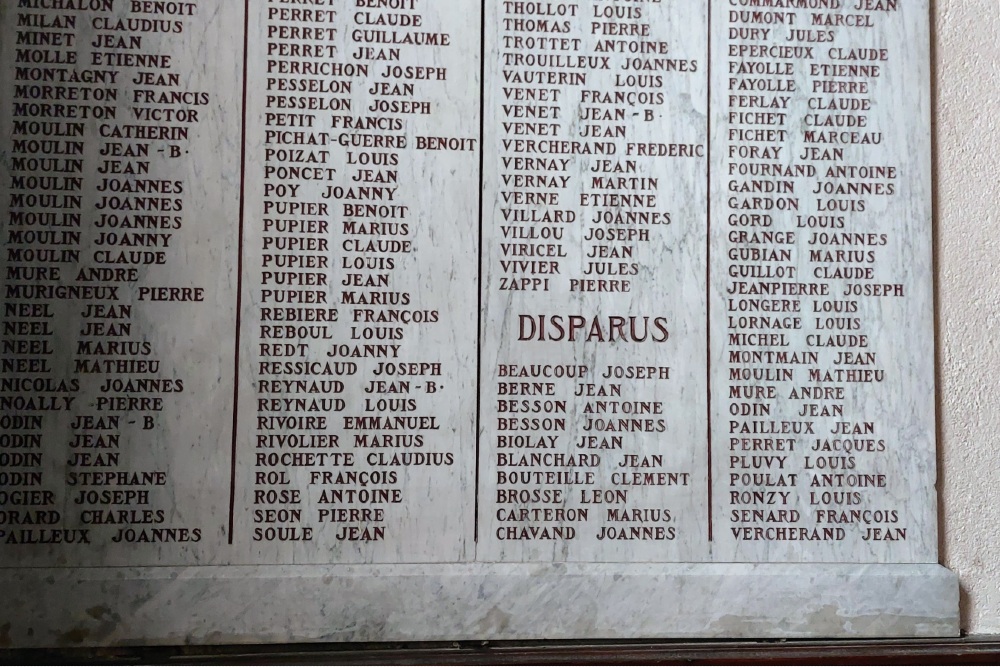 MICHALON BENOIT
MILAN CLAUDIUS
MINET JEAN
MOLLE ETIENNE
MONTAGNY JEAN
MORRETON FRANCIS
MORRETON VICTOR
MOULIN CATHERIN
MOULIN JEAN-B.
MOULIN JEAN
MOULIN JOANNES
MOULIN JOANNES
MOULIN JOANNES
MOULIN JOANNY
MOULIN CLAUDE
MURE ANDRE
MURIGNEUX PIERRE
NEEL JEAN
NEEL JEAN
NEEL MARIUS
NEEL MATHIEU
NICOLAS JOANNES
NOALLY PIERRE
ODIN JEAN-B
ODIN JEAN
ODIN JEAN
ODIN STEPHANE
OGIER JOSEPH
ORARD CHARLES
PAILLEUX JOANNES
PERRET BENOIT
PERRET CLAUDE
PERRET GUILLAUME
PERRET JEAN
PERRICHON JOSEPH
PESSELON JEAN
PESSELON JOSEPH
PETIT FRANCIS
PICHAT-GUERRE BENOIT
POIZAT LOUIS
PONCET JEAN
POY JOANNY
PUPIER BENOIT
PUPIER MARIUS
PUPIER CLAUDE
PUPIER LOUIS
PUPIER JEAN
PUPIER MARIUS
REBIERE FRANÇOIS
REBOUL LOUIS
REDT JOANNY
RESSICAUD JOSEPH
REYNAUD JEAN-B.
REYNAUD LOUIS
RIVOIRE EMMANUEL
RIVOLIER MARIUS
ROCHETTE CLAUDIUS
ROL FRANÇOIS
ROSE ANTOINE
SEON PIERRE
SOULE JEAN
THOLLOT LOUIS
THOMAS PIERRE
TROTTET ANTOINE
TROUILLEUX JOANNES
VAUTERIN LOUIS
VENET FRANÇOIS
VENET JEAN-B.
VENET JEAN
VERCHERAND FREDERIC
VERNAY JEAN
VERNAY MARTIN
VERNE ETIENNE
VILLARD JOANNES
VILLOU JOSEPH
VIRICEL JEAN
VIVIER JULES
ZAPPI PIERRE
DISPARUS
BEAUCOUP JOSEPH
BERNE JEAN
BESSON ANTOINE
BESSON JOANNES
BIOLAY JEAN
BLANCHARD JEAN
BOUTEILLE CLEMENT
BROSSE LEON
CARTERON MARIUS
CHAVAND JOANNES
COMMARMOND JEAN
DUMONT MARCEL
DURY JULES
EPERCIEUX CLAUDE
FAYOLLE ETIENNE
FAYOLLE PIERRE
FERLAY CLAUDE
FICHET CLAUDE
FICHET MARCEAU
FORAY JEAN
FOURNAND ANTOINE
GANDIN JOANNES
GARDON LOUIS
GORD LOUIS
GRANGE JOANNES
GUBIAN MARIUS
GUILLOT CLAUDE
JEANPIERRE JOSEPH
LONGERE LOUIS
LORNAGE LOUIS
MICHEL CLAUDE
MONTMAIN JEAN
MOULIN MATHIEU
MURE ANDRE
ODIN JEAN
PAILLEUX JEAN
PERRET JACQUES
PLUVY LOUIS
POULAT ANTOINE
RONZY LOUIS
SENARD FRANÇOIS
VERCHERAND JEAN